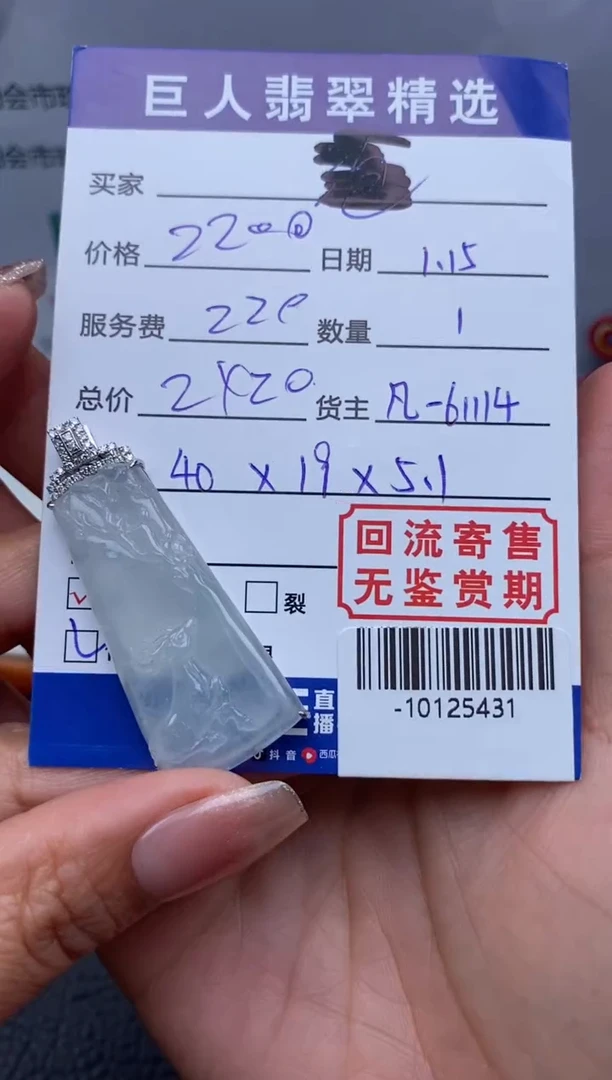 巨人翡翠精选
买家
价格 2200 日期 1.15
服务费 220 数量 1
总价 2420 货主 凡-61114
40 x 19 x 5.1
回流寄售
无鉴赏期
裂
-10125431
直播
抖音 西瓜